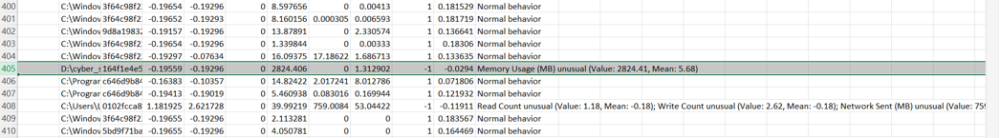 400 C:\Window 3f64c98f2: -0.19654 -0.19296 0 8.597656 0 0.00413 1 0.181529 Normal behavior
401 C:\Window 3f64c98f2: -0.19652 -0.19293 0 8.160156 0.000305 0.006593 1 0.181719 Normal behavior
402 C:\Window 9d8a1983: -0.19157 -0.19296 0 13.87891 0 2.330574 1 0.136641 Normal behavior
403 C:\Window 3f64c98f2: -0.19654 -0.19296 0 1.339844 0 0.00333 1 0.18306 Normal behavior
404 C:\Window 3f64c98f2: -0.19297 -0.07634 0 16.09375 17.18622 1.686713 1 0.133635 Normal behavior
405 D:\cyber_s 164f1e4e5 -0.19559 -0.19296 0 2824.406 0 1.312902 -1 -0.0294 Memory Usage (MB) unusual (Value: 2824.41, Mean: 5.68)
406 C:\Progran c646d9b84 -0.16383 -0.10357 0 14.82422 2.017241 8.012786 1 0.071806 Normal behavior
407 C:\Progran c646d9b84 -0.19413 -0.19019 0 5.460938 0.083016 0.169944 1 0.121932 Normal behavior
408 C:\Users\L 0102fcca8 1.181925 2.621728 0 39.99219 759.0084 53.04422 -1 -0.11911 Read Count unusual (Value: 1.18, Mean: -0.18); Write Count unusual (Value: 2.62, Mean: -0.18); Network Sent (MB) unusual (Value: 759
409 C:\Window 3f64c98f2: -0.19655 -0.19296 0 2.113281 0 0 1 0.183567 Normal behavior
410 C:\Window 5bd9f71ba -0.19655 -0.19296 0 4.050781 0 0 1 0.164469 Normal behavior